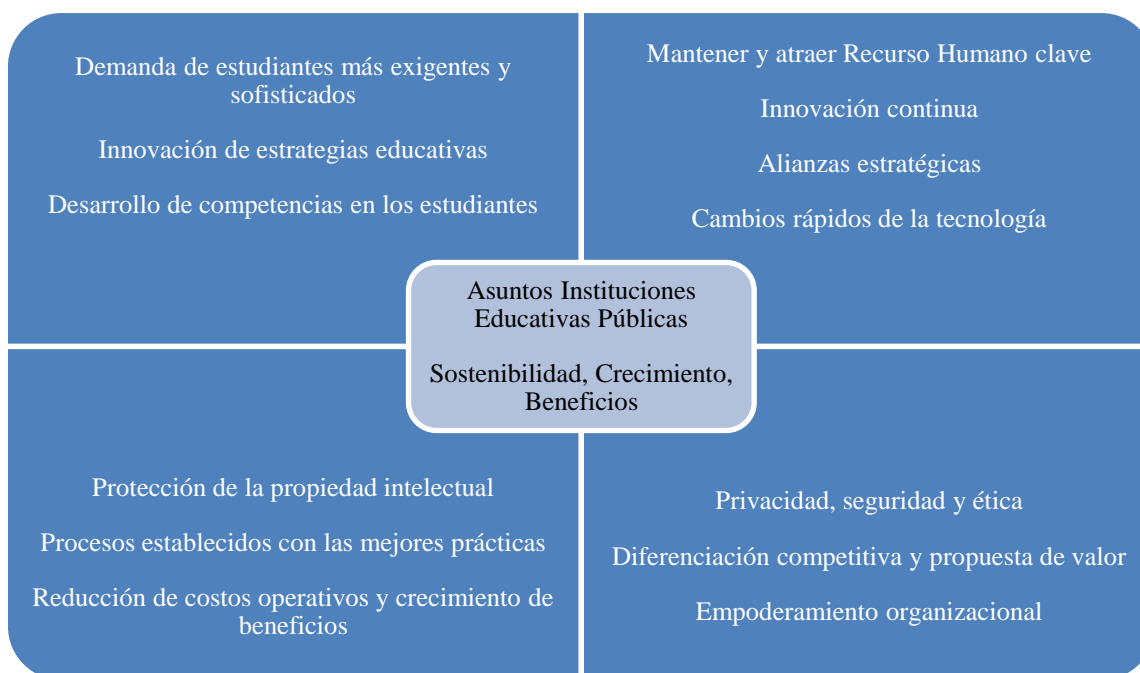 Demanda de estudiantes más exigentes y
sofisticados
Innovación de estrategias educativas
Desarrollo de competencias en los estudiantes
Mantener y atraer Recurso Humano clave
Innovación continua
Alianzas estratégicas
Cambios rápidos de la tecnología
Asuntos Instituciones
Educativas Públicas
Sostenibilidad, Crecimiento,
Beneficios
Protección de la propiedad intelectual
Procesos establecidos con las mejores prácticas
Reducción de costos operativos y crecimiento de
beneficios
Privacidad, seguridad y ética
Diferenciación competitiva y propuesta de valor
Empoderamiento organizacional